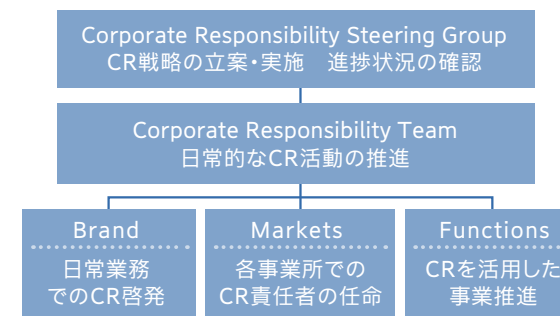 Corporate Responsibility Steering Group
CR戦略の立案・実施　進捗状況の確認
Corporate Responsibility Team
日常的なCR活動の推進
Brand
日常業務
でのCR啓発
Markets
各事業所での
CR責任者の任命
Functions
CRを活用した
事業推進